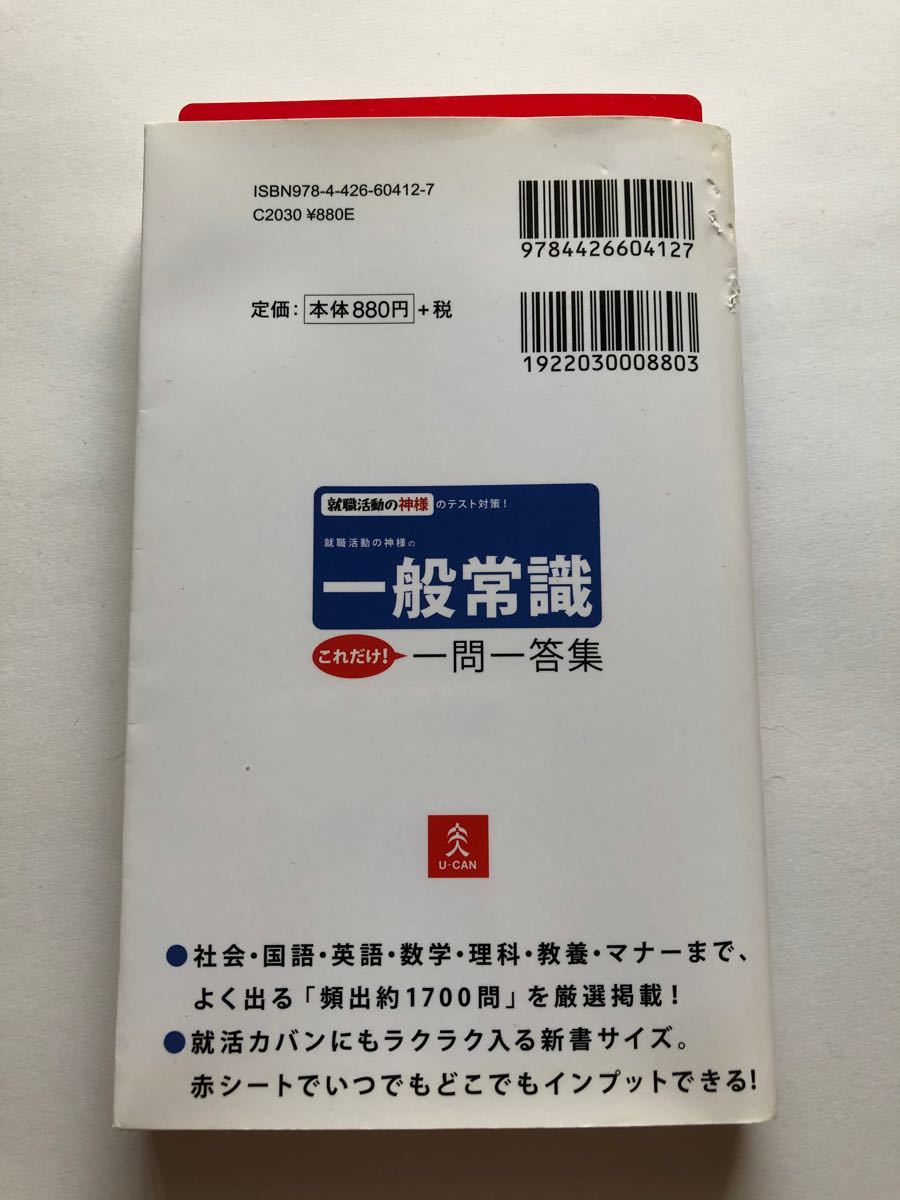 ISBN978-4-426-60412-7
C2030 ¥880E
9784426604127
定価：本体880円+税
1922030008803
就職活動の神様のテスト対策！
就職活動の神様の
一般常識
これだけ！一問一答集
U-CAN
●社会・国語・英語・数学・理科・教養・マナーまで、
よく出る「頻出約1700問」を厳選掲載！
●就活カバンにもラクラク入る新書サイズ。
赤シートでいつでもどこでもインプットできる！